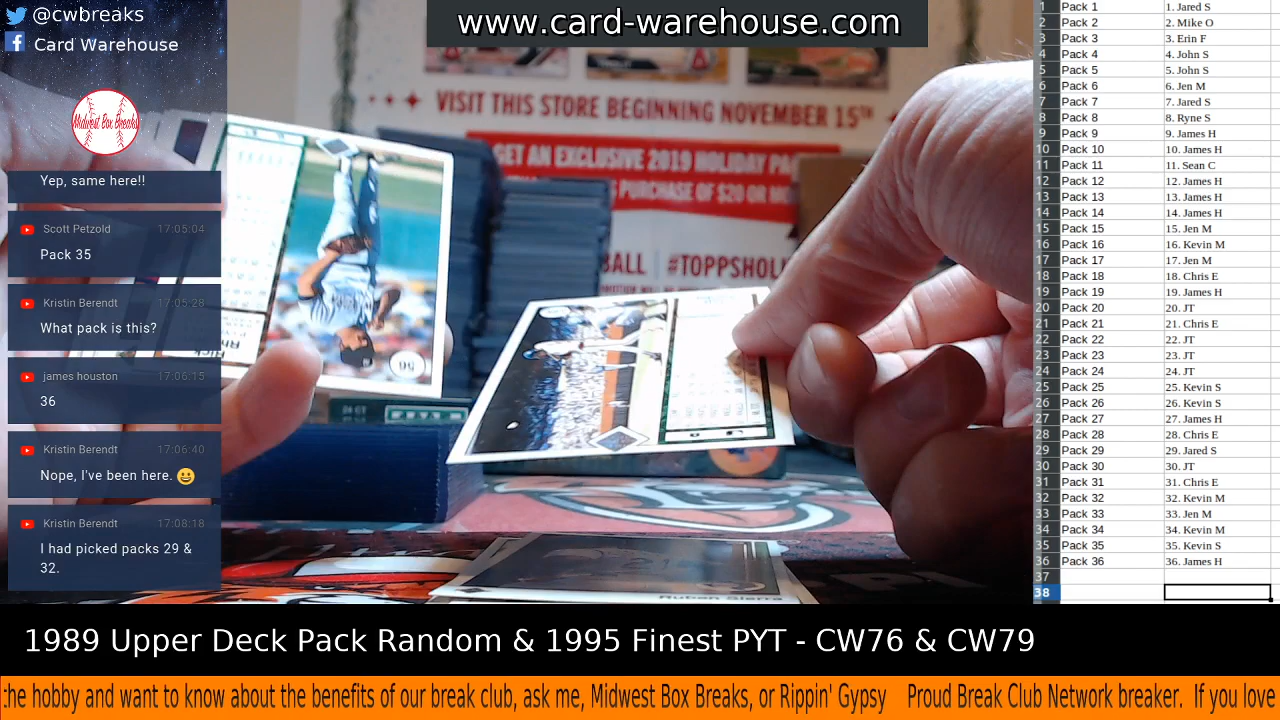 @cwbreaks
Card Warehouse
Midwest Box Breaks
Yep, same here!!
Scott Petzold 17:05:04
Pack 35
Kristin Berendt 17:05:28
What pack is this?
james houston 17:06:15
36
Kristin Berendt 17:06:40
Nope, I've been here. 😀
Kristin Berendt 17:08:18
I had picked packs 29 &
32.
www.card-warehouse.com
VISIT THIS STORE BEGINNING NOVEMBER 15TH
GET AN EXCLUSIVE 2019 HOLIDAY
PURCHASE OF $20 OR
BALL | #TOPPSHOLI
56
Rick
Ruben Sierra
1 Pack 1 1. Jared S
2 Pack 2 2. Mike O
3 Pack 3 3. Erin F
4 Pack 4 4. John S
5 Pack 5 5. John S
6 Pack 6 6. Jen M
7 Pack 7 7. Jared S
8 Pack 8 8. Ryne S
9 Pack 9 9. James H
10 Pack 10 10. James H
11 Pack 11 11. Sean C
12 Pack 12 12. James H
13 Pack 13 13. James H
14 Pack 14 14. James H
15 Pack 15 15. Jen M
16 Pack 16 16. Kevin M
17 Pack 17 17. Jen M
18 Pack 18 18. Chris E
19 Pack 19 19. James H
20 Pack 20 20. JT
21 Pack 21 21. Chris E
22 Pack 22 22. JT
23 Pack 23 23. JT
24 Pack 24 24. JT
25 Pack 25 25. Kevin S
26 Pack 26 26. Kevin S
27 Pack 27 27. James H
28 Pack 28 28. Chris E
29 Pack 29 29. Jared S
30 Pack 30 30. JT
31 Pack 31 31. Chris E
32 Pack 32 32. Kevin M
33 Pack 33 33. Jen M
34 Pack 34 34. Kevin M
35 Pack 35 35. Kevin S
36 Pack 36 36. James H
37
38
1989 Upper Deck Pack Random & 1995 Finest PYT - CW76 & CW79
the hobby and want to know about the benefits of our break club, ask me, Midwest Box Breaks, or Rippin' Gypsy Proud Break Club Network breaker. If you love